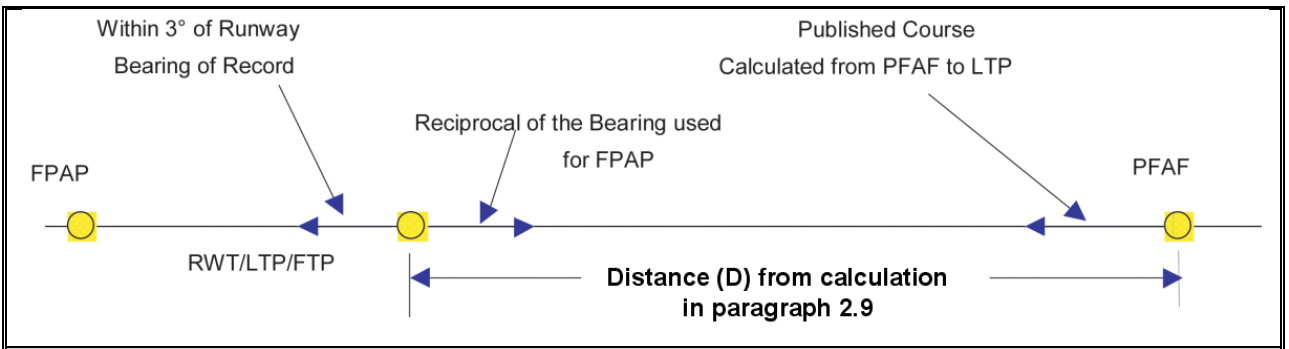 Within 3° of Runway
Bearing of Record
Published Course
Calculated from PFAF to LTP
Reciprocal of the Bearing used
for FPAP
FPAP
PFAF
RWT/LTP/FTP
Distance (D) from calculation
in paragraph 2.9